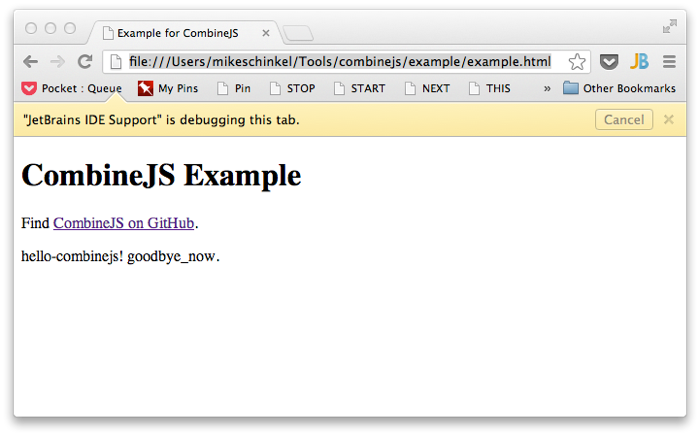 Example for CombineJS
file:///Users/mikeschinkel/Tools/combinejs/example/example.html
JB
Pocket : Queue My Pins Pin STOP START NEXT THIS » Other Bookmarks
"JetBrains IDE Support" is debugging this tab. Cancel
CombineJS Example
Find CombineJS on GitHub.
hello-combinejs! goodbye_now.